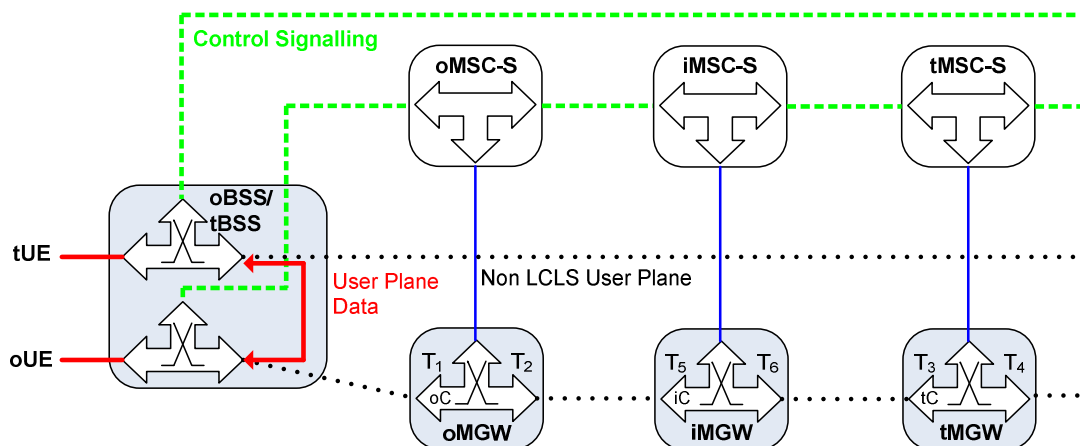 Control Signalling
oMSC-S
iMSC-S
tMSC-S
oBSS/
tBSS
tUE
User Plane
Data
Non LCLS User Plane
oUE
T1
T2
T5
T6
T3
T4
oC
iC
tC
oMGW
iMGW
tMGW